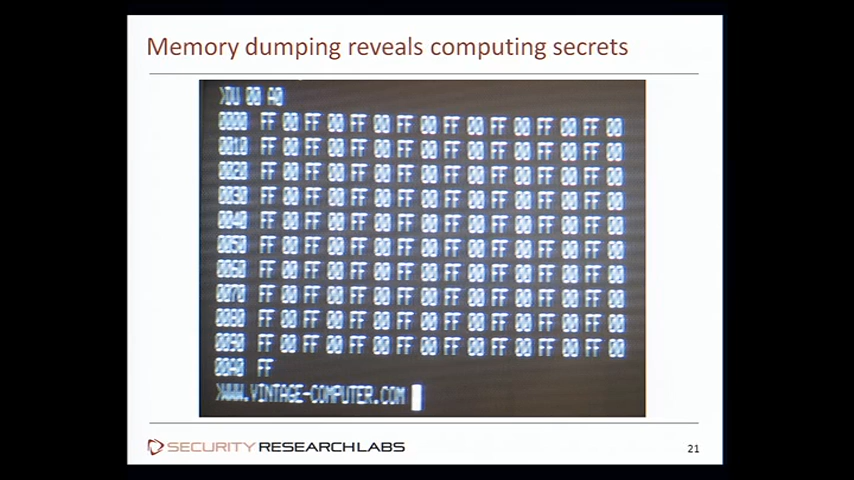 Memory dumping reveals computing secrets
>DU 00 A0
0000 FF 00 FF 00 FF 00 FF 00 FF 00 FF 00 FF 00 FF 00
0010 FF 00 FF 00 FF 00 FF 00 FF 00 FF 00 FF 00 FF 00
0020 FF 00 FF 00 FF 00 FF 00 FF 00 FF 00 FF 00 FF 00
0030 FF 00 FF 00 FF 00 FF 00 FF 00 FF 00 FF 00 FF 00
0040 FF 00 FF 00 FF 00 FF 00 FF 00 FF 00 FF 00 FF 00
0050 FF 00 FF 00 FF 00 FF 00 FF 00 FF 00 FF 00 FF 00
0060 FF 00 FF 00 FF 00 FF 00 FF 00 FF 00 FF 00 FF 00
0070 FF 00 FF 00 FF 00 FF 00 FF 00 FF 00 FF 00 FF 00
0080 FF 00 FF 00 FF 00 FF 00 FF 00 FF 00 FF 00 FF 00
0090 FF 00 FF 00 FF 00 FF 00 FF 00 FF 00 FF 00 FF 00
00A0 FF
>WWW.VINTAGE-COMPUTER.COM
SECURITY RESEARCH LABS
21